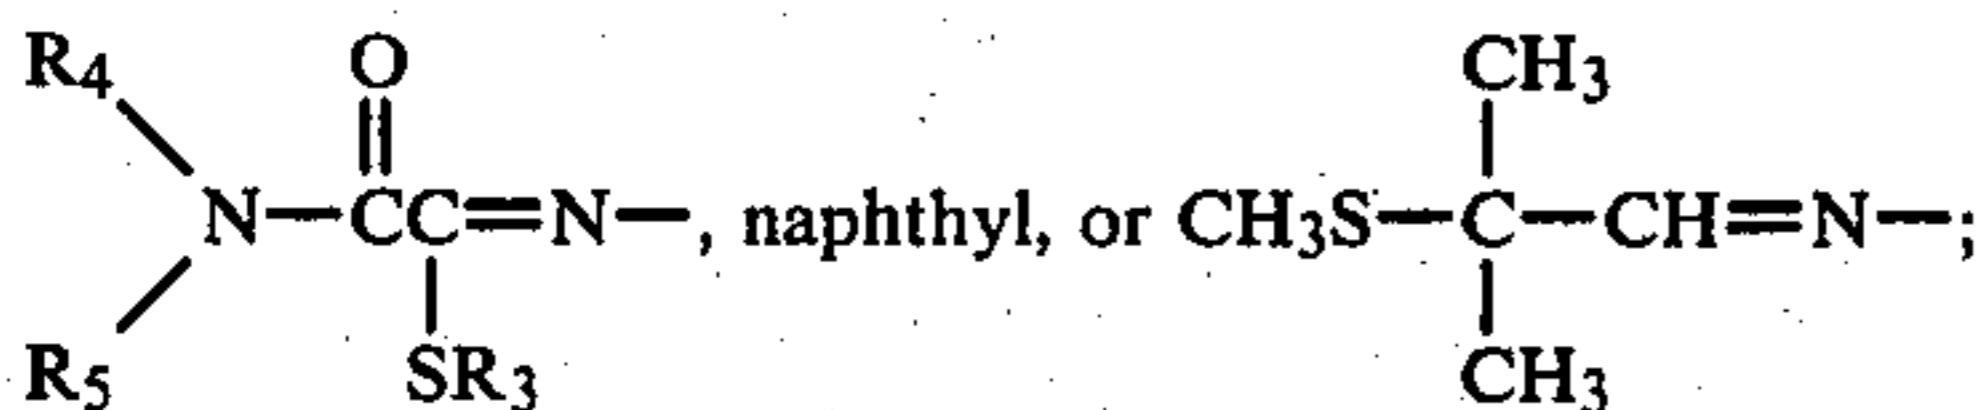 R4 O CH3
N—CC=N—, naphthyl, or CH3S—C—CH=N—;
R5 SR3 CH3